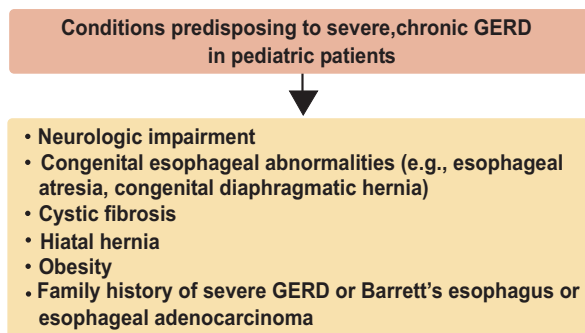 Conditions predisposing to severe,chronic GERD
in pediatric patients
• Neurologic impairment
• Congenital esophageal abnormalities (e.g., esophageal
atresia, congenital diaphragmatic hernia)
• Cystic fibrosis
• Hiatal hernia
• Obesity
• Family history of severe GERD or Barrett’s esophagus or
esophageal adenocarcinoma